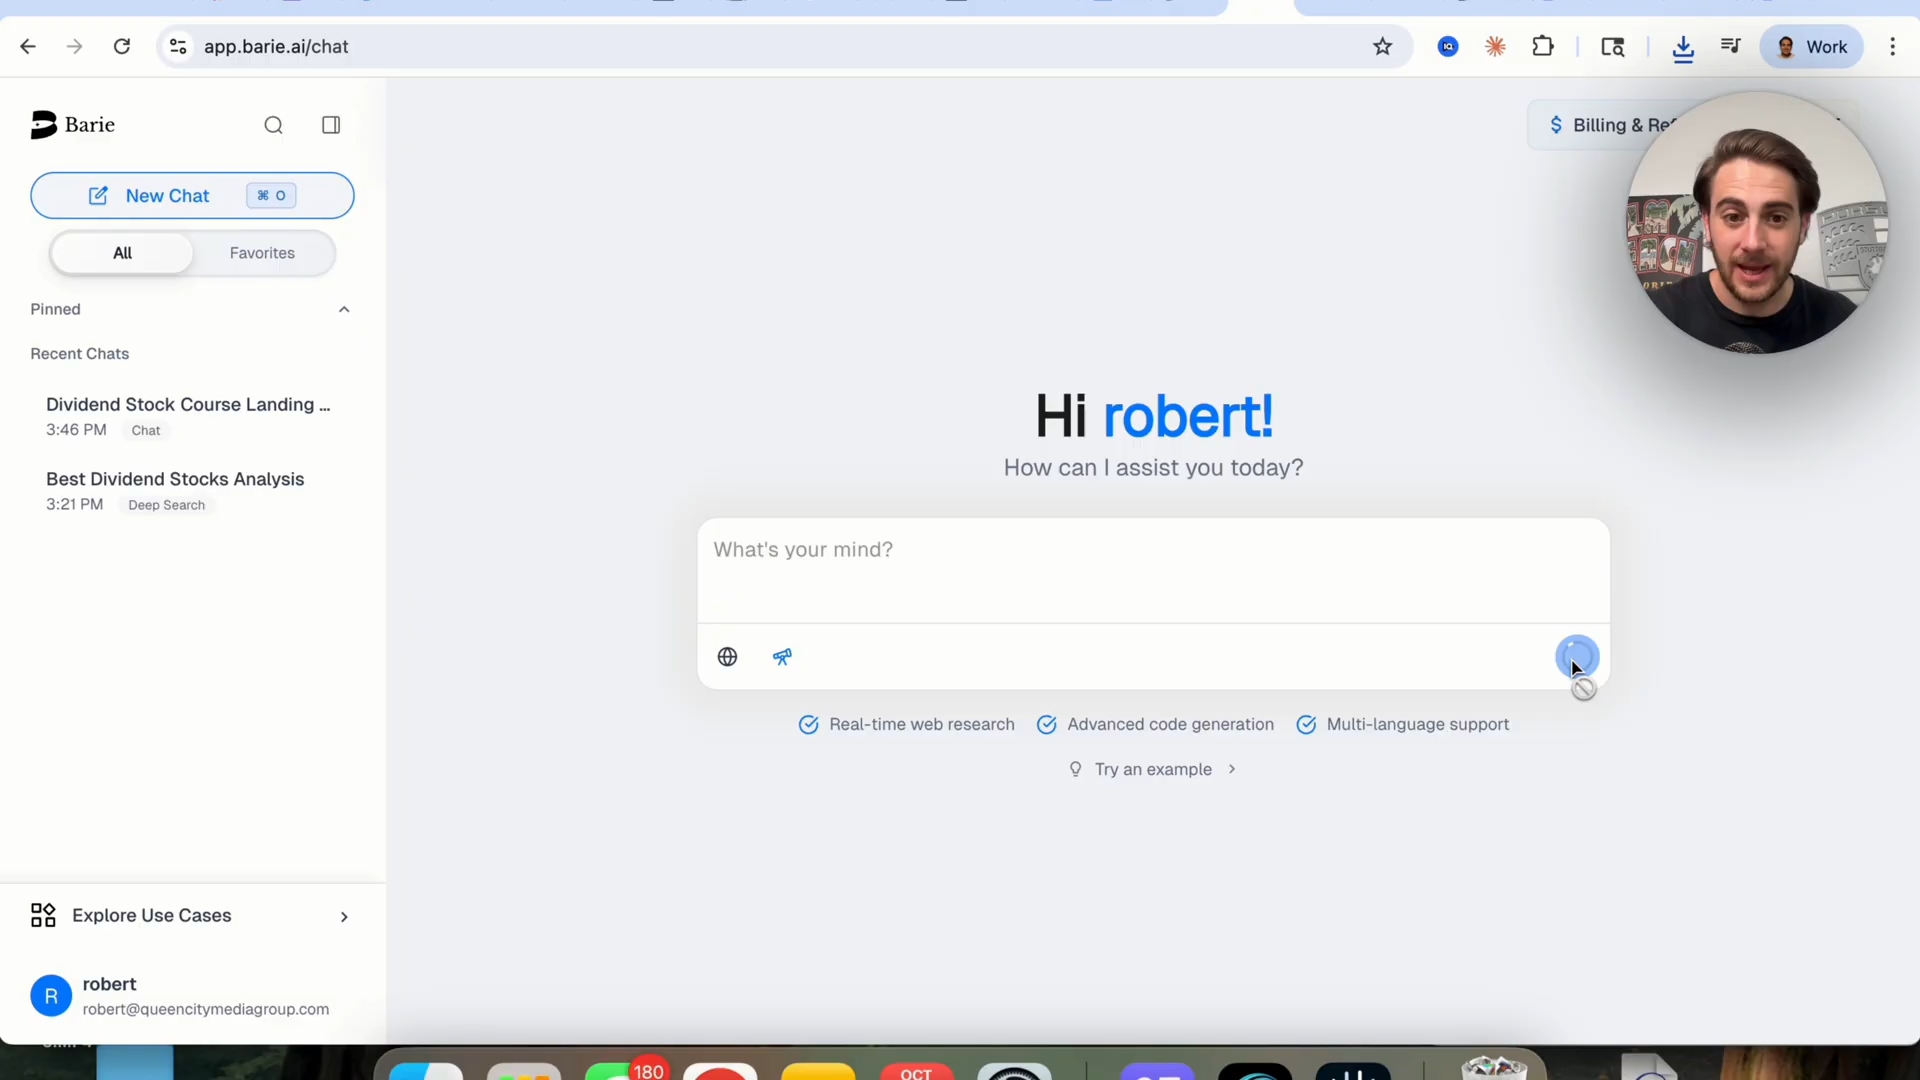 app.barie.ai/chat
Work
Barie
$ Billing &
New Chat
⌘ O
All
Favorites
Pinned
Recent Chats
Dividend Stock Course Landing ...
3:46 PM
Chat
Best Dividend Stocks Analysis
3:21 PM
Deep Search
Hi robert!
How can I assist you today?
What's your mind?
Real-time web research
Advanced code generation
Multi-language support
Try an example
Explore Use Cases
R
robert
robert@queencitymediagroup.com
180
OCT